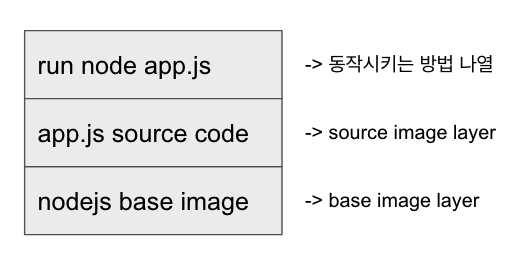 run node app.js -> 동작시키는 방법 나열
app.js source code -> source image layer
nodejs base image -> base image layer